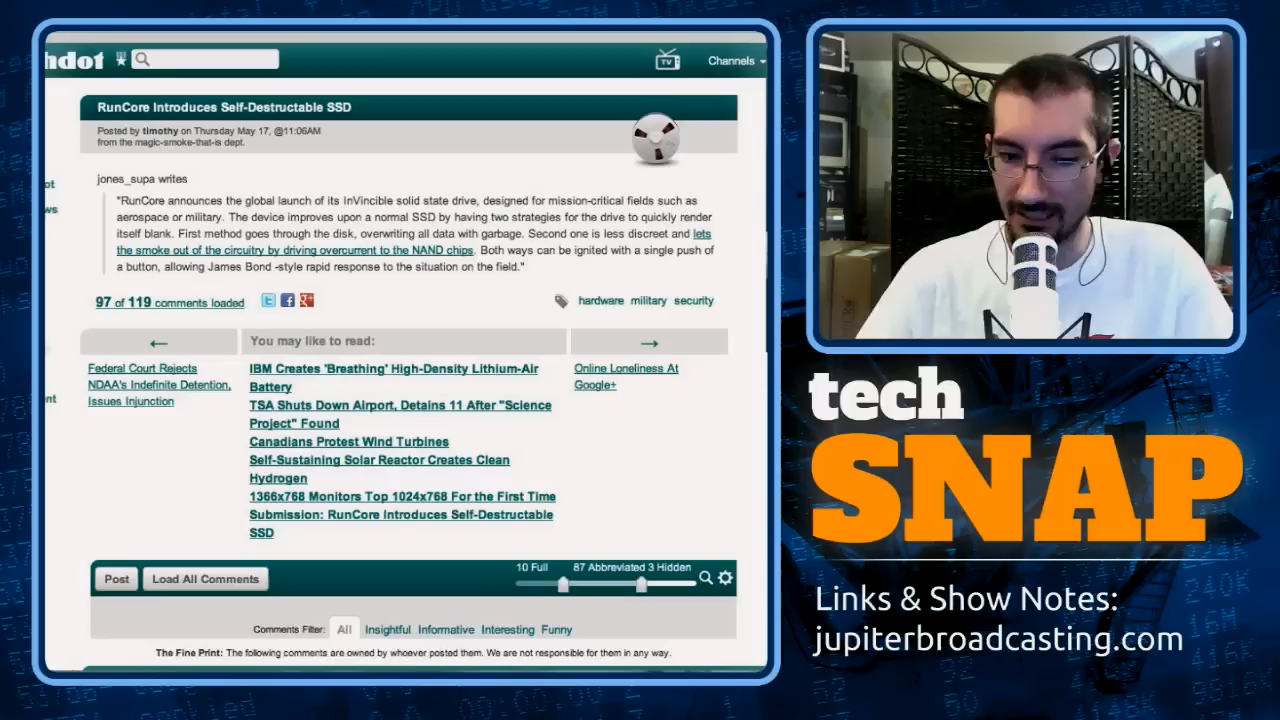 hdot
Channels
RunCore Introduces Self-Destructable SSD
Posted by timothy on Thursday May 17, @11:06AM
from the magic-smoke-that-is dept.
jones_supa writes
"RunCore announces the global launch of its InVincible solid state drive, designed for mission-critical fields such as
aerospace or military. The device improves upon a normal SSD by having two strategies for the drive to quickly render
itself blank. First method goes through the disk, overwriting all data with garbage. Second one is less discreet and lets
the smoke out of the circuitry by driving overcurrent to the NAND chips. Both ways can be ignited with a single push of
a button, allowing James Bond -style rapid response to the situation on the field."
97 of 119 comments loaded
hardware military security
← You may like to read: →
Federal Court Rejects
NDAA's Indefinite Detention,
Issues Injunction
IBM Creates 'Breathing' High-Density Lithium-Air
Battery
TSA Shuts Down Airport, Detains 11 After "Science
Project" Found
Canadians Protest Wind Turbines
Self-Sustaining Solar Reactor Creates Clean
Hydrogen
1366x768 Monitors Top 1024x768 For the First Time
Submission: RunCore Introduces Self-Destructable
SSD
Online Loneliness At
Google+
Post Load All Comments
10 Full 87 Abbreviated 3 Hidden
Comments Filter: All Insightful Informative Interesting Funny
The Fine Print: The following comments are owned by whoever posted them. We are not responsible for them in any way.
tech
SNAP
Links & Show Notes:
jupiterbroadcasting.com